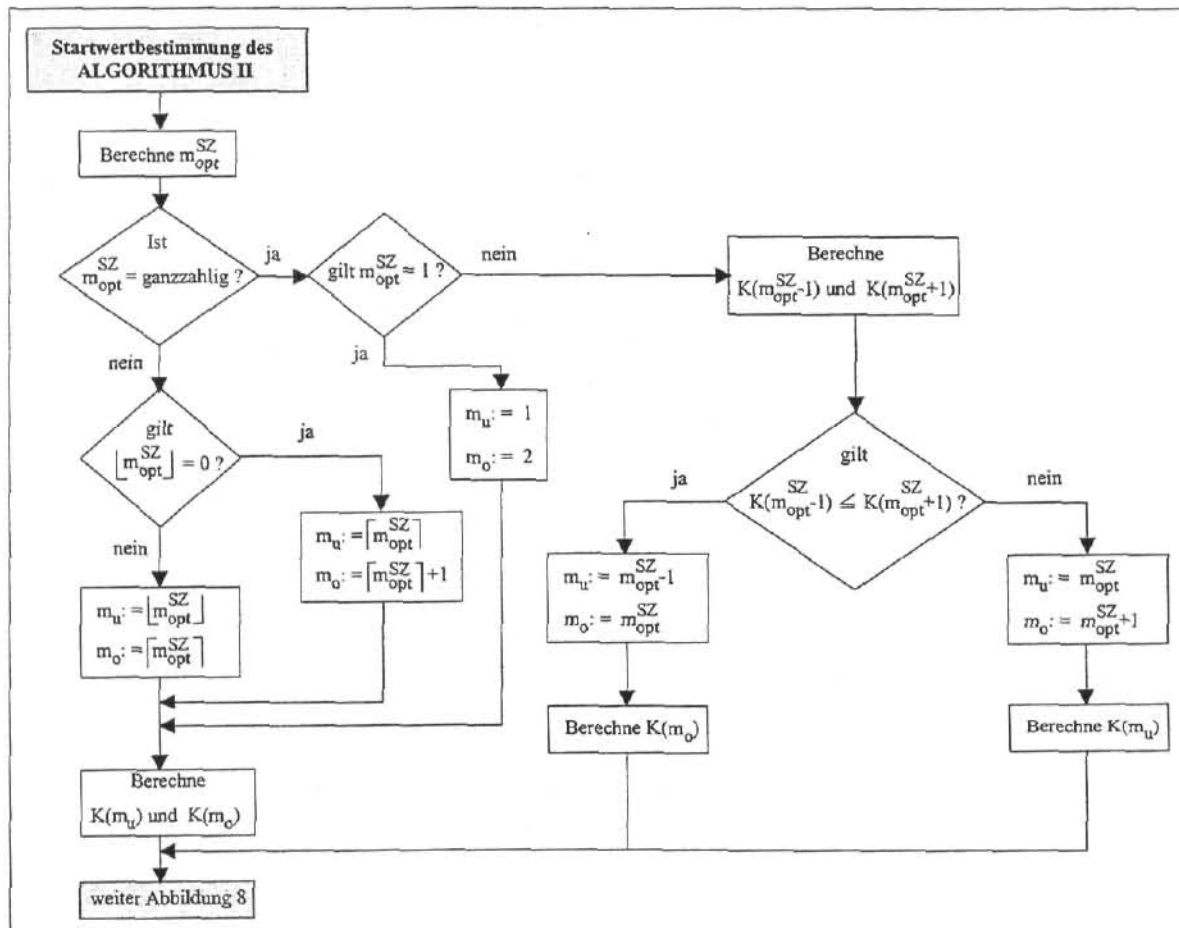 Startwertbestimmung des
ALGORITHMUS II
Berechne m_opt^SZ
Ist
m_opt^SZ = ganzzahlig ?
ja
gilt m_opt^SZ = 1 ?
nein
Berechne
K(m_opt^SZ-1) und K(m_opt^SZ+1)
nein
ja
gilt
⌊m_opt^SZ⌋ = 0 ?
ja
m_u: = 1
m_o: = 2
gilt
K(m_opt^SZ-1) ≦ K(m_opt^SZ+1) ?
ja
nein
nein
m_u: = ⌈m_opt^SZ⌉
m_o: = ⌈m_opt^SZ⌉+1
m_u: = ⌊m_opt^SZ⌋
m_o: = ⌈m_opt^SZ⌉
m_u: = m_opt^SZ-1
m_o: = m_opt^SZ
m_u: = m_opt^SZ
m_o: = m_opt^SZ+1
Berechne K(m_o)
Berechne K(m_u)
Berechne
K(m_u) und K(m_o)
weiter Abbildung 8